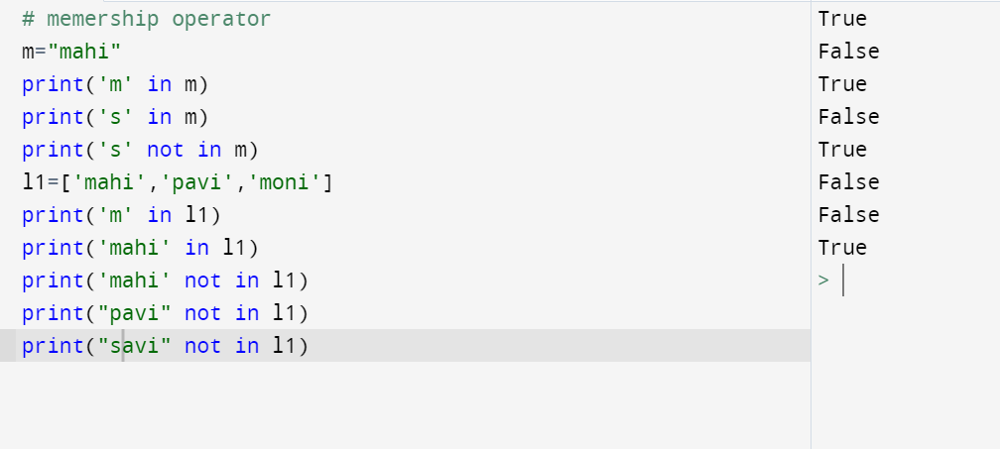 # memership operator
m="mahi"
print('m' in m)
print('s' in m)
print('s' not in m)
l1=['mahi','pavi','moni']
print('m' in l1)
print('mahi' in l1)
print('mahi' not in l1)
print("pavi" not in l1)
print("savi" not in l1)
True
False
True
False
True
False
False
True
>